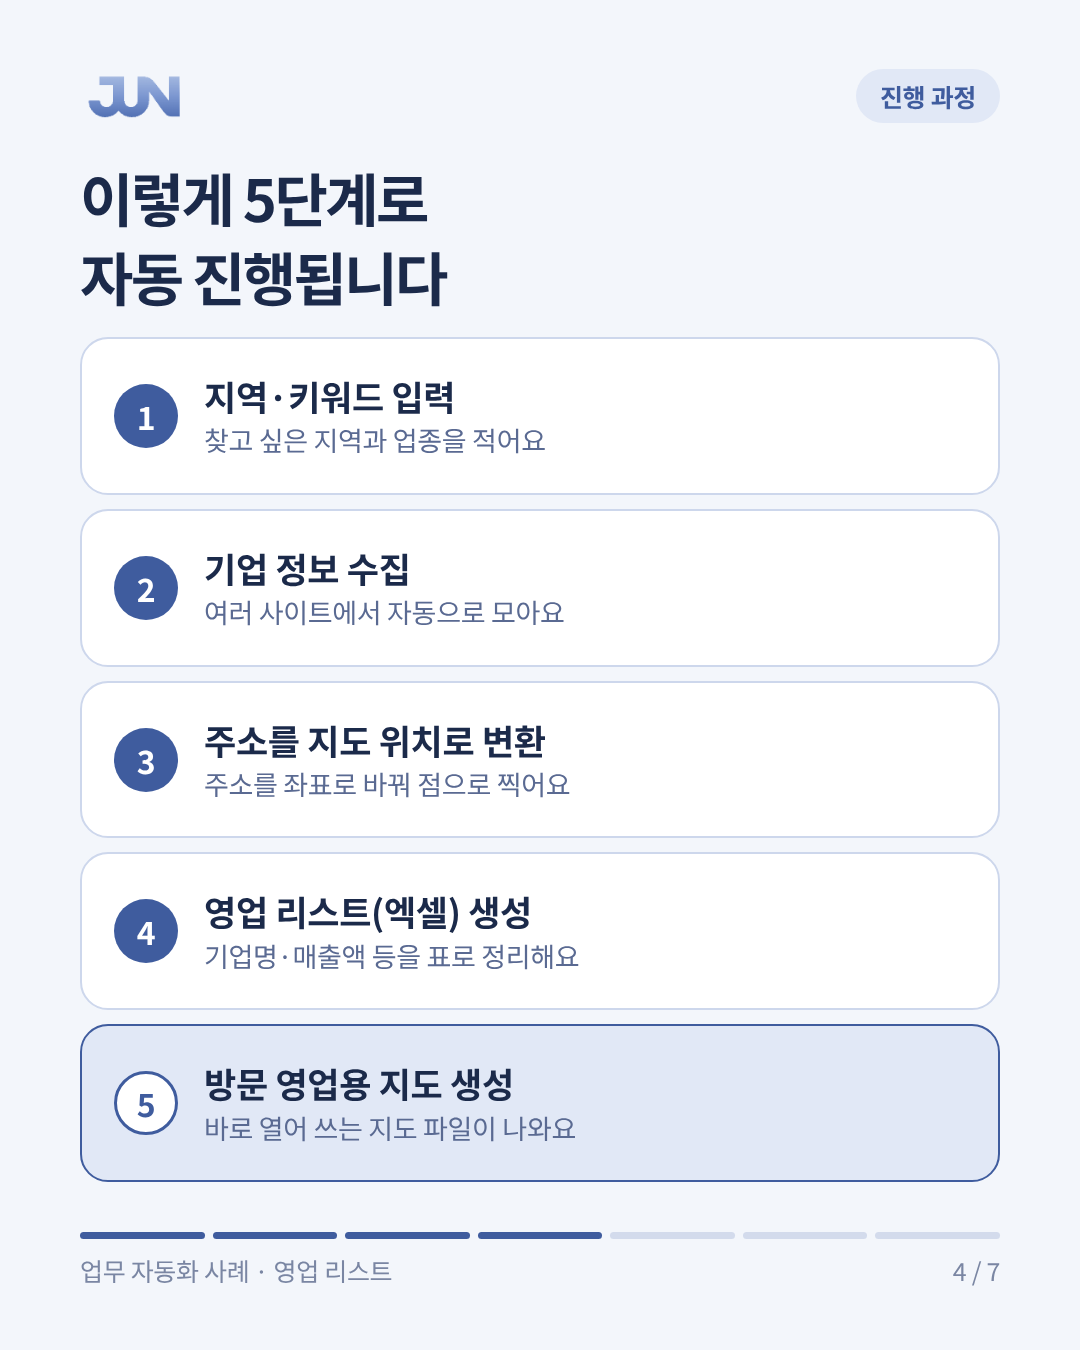 JUN
진행 과정
이렇게 5단계로
자동 진행됩니다
1
지역·키워드 입력
찾고 싶은 지역과 업종을 적어요
2
기업 정보 수집
여러 사이트에서 자동으로 모아요
3
주소를 지도 위치로 변환
주소를 좌표로 바꿔 점으로 찍어요
4
영업 리스트(엑셀) 생성
기업명·매출액 등을 표로 정리해요
5
방문 영업용 지도 생성
바로 열어 쓰는 지도 파일이 나와요
업무 자동화 사례 · 영업 리스트
4 / 7